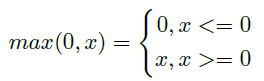 max(0, x) = { 0, x <= 0
x, x >= 0